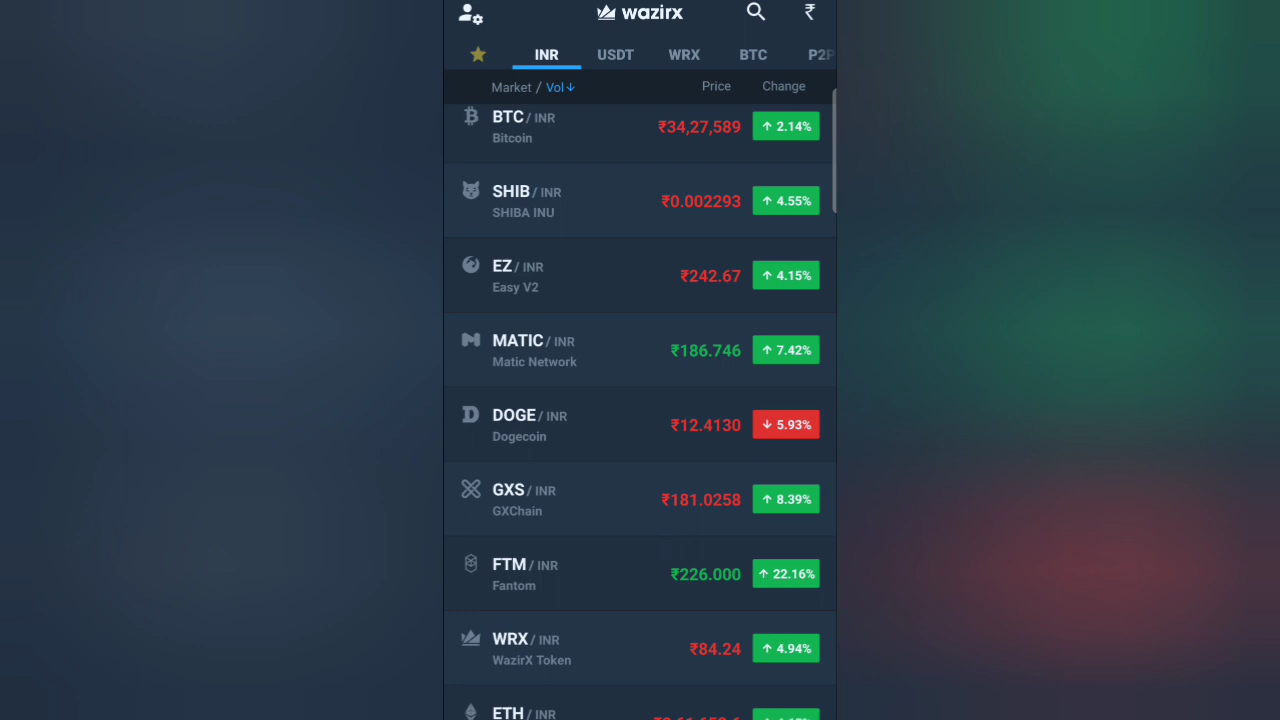 wazirx ₹
INR USDT WRX BTC P2P
Market / Vol↓ Price Change
BTC / INR ₹34,27,589 ↑ 2.14%
Bitcoin
SHIB / INR ₹0.002293 ↑ 4.55%
SHIBA INU
EZ / INR ₹242.67 ↑ 4.15%
Easy V2
MATIC / INR ₹186.746 ↑ 7.42%
Matic Network
DOGE / INR ₹12.4130 ↓ 5.93%
Dogecoin
GXS / INR ₹181.0258 ↑ 8.39%
GXChain
FTM / INR ₹226.000 ↑ 22.16%
Fantom
WRX / INR ₹84.24 ↑ 4.94%
WazirX Token
ETH / INR